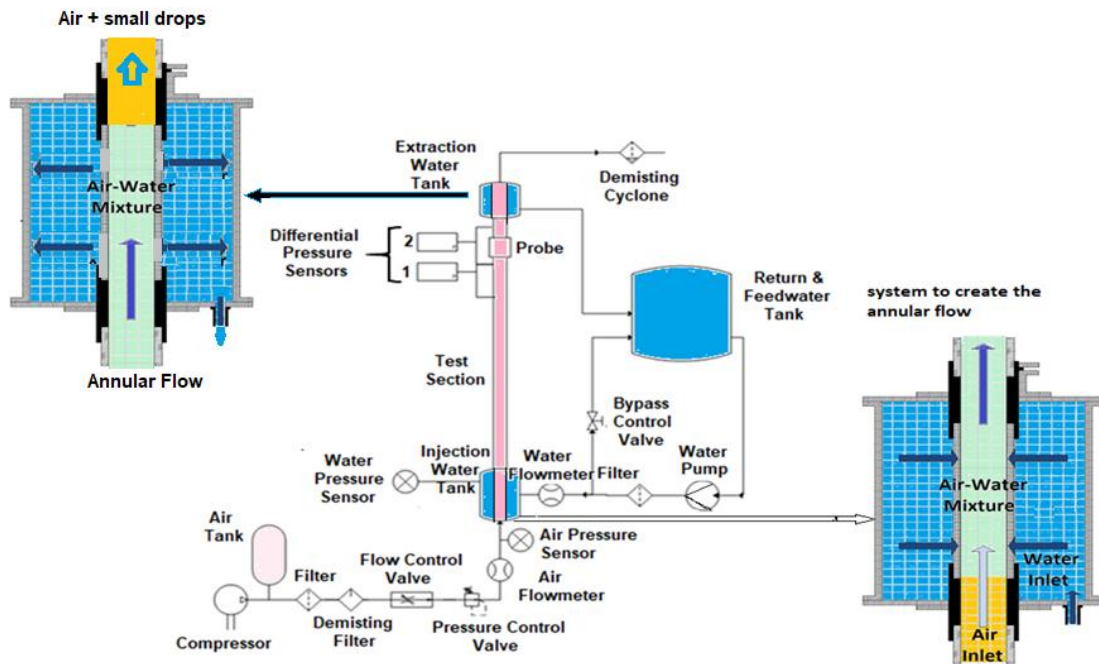 Air + small drops
Air-Water
Mixture
Annular Flow
Extraction
Water
Tank
Demisting
Cyclone
Differential
Pressure
Sensors
2
1
Probe
Return &
Feedwater
Tank
system to create the
annular flow
Test
Section
Bypass
Control
Valve
Injection
Water
Tank
Water
Pressure
Sensor
Water
Flowmeter
Filter
Water
Pump
Air-Water
Mixture
Water
Inlet
Air
Inlet
Air
Tank
Air Pressure
Sensor
Filter
Flow Control
Valve
Air
Flowmeter
Compressor
Demisting
Filter
Pressure Control
Valve